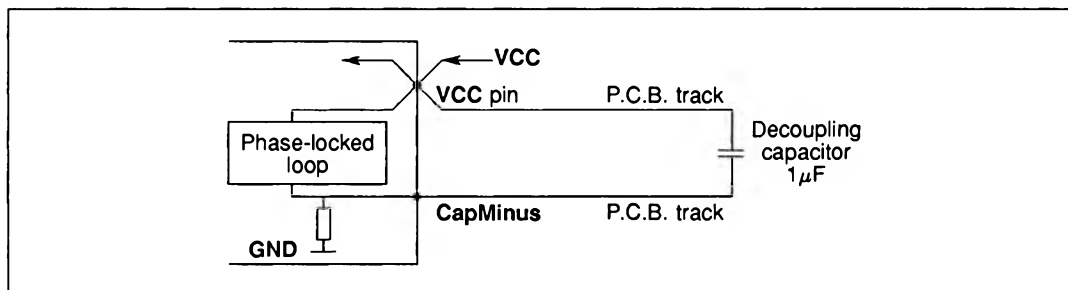 VCC
VCC pin
P.C.B. track
Phase-locked
loop
Decoupling
capacitor
1µF
CapMinus
P.C.B. track
GND